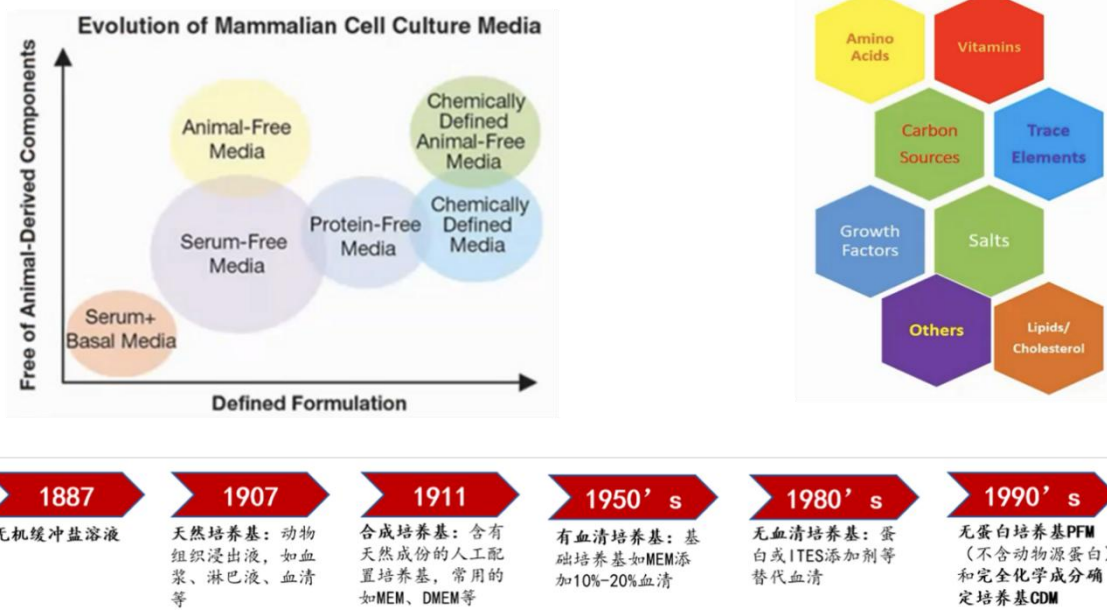 Evolution of Mammalian Cell Culture Media
Free of Animal-Derived Components
Animal-Free
Media
Chemically
Defined
Animal-Free
Media
Serum-Free
Media
Protein-Free
Media
Chemically
Defined
Media
Serum+
Basal Media
Defined Formulation
Amino
Acids
Vitamins
Carbon
Sources
Trace
Elements
Growth
Factors
Salts
Others
Lipids/
Cholesterol
1887
无机缓冲盐溶液
1907
天然培养基：动物
组织浸出液，如血
浆、淋巴液、血清
等
1911
合成培养基：含有
天然成份的人工配
置培养基，常用的
如MEM、DMEM等
1950’s
有血清培养基：基
础培养基如MEM添
加10%-20%血清
1980’s
无血清培养基：蛋
白或ITES添加剂等
替代血清
1990’s
无蛋白培养基PFM
（不含动物源蛋白）
和完全化学成分确
定培养基CDM